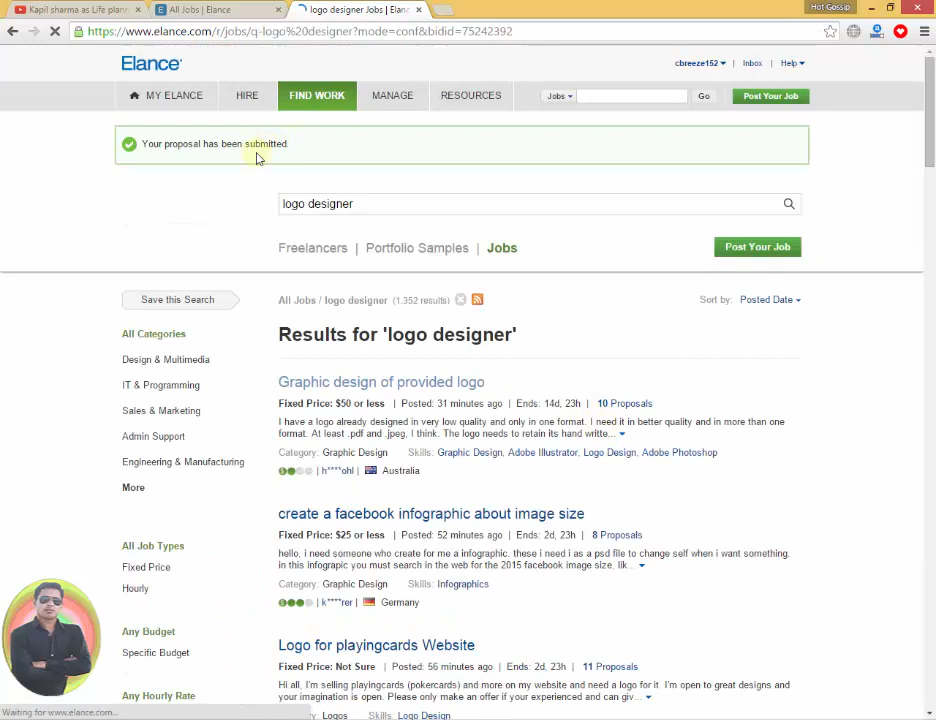 Kapil sharma as Life plann
All Jobs | Elance
logo designer Jobs | Elanc
Hot Gossip
https://www.elance.com/r/jobs/q-logo%20designer?mode=conf&bidid=75242392
Elance
cbreeze152 | Inbox | Help
MY ELANCE HIRE FIND WORK MANAGE RESOURCES Jobs Go Post Your Job
Your proposal has been submitted.
logo designer
Freelancers | Portfolio Samples | Jobs
Post Your Job
Save this Search
All Jobs / logo designer (1,352 results)
Sort by: Posted Date
All Categories
Design & Multimedia
IT & Programming
Sales & Marketing
Admin Support
Engineering & Manufacturing
More
All Job Types
Fixed Price
Hourly
Any Budget
Specific Budget
Any Hourly Rate
Results for 'logo designer'
Graphic design of provided logo
Fixed Price: $50 or less | Posted: 31 minutes ago | Ends: 14d, 23h | 10 Proposals
I have a logo already designed in very low quality and only in one format. I need it in better quality and in more than one
format. At least .pdf and .jpeg, I think. The logo needs to retain its hand writte...
Category: Graphic Design Skills: Graphic Design, Adobe Illustrator, Logo Design, Adobe Photoshop
| h****ohl | Australia
create a facebook infographic about image size
Fixed Price: $25 or less | Posted: 52 minutes ago | Ends: 2d, 23h | 8 Proposals
hello, i need someone who create for me a infographic. these i need i as a psd file to change self when i want something.
in this infograpic you must search in the web for the 2015 facebook image size, lik...
Category: Graphic Design Skills: Infographics
| k****rer | Germany
Logo for playingcards Website
Fixed Price: Not Sure | Posted: 56 minutes ago | Ends: 2d, 23h | 11 Proposals
Hi all, I'm selling playingcards (pokercards) and more on my website and need a logo for it. I'm open to great designs and
your imagination is open. Please only make an offer if your experienced and can giv...
Category: Logos Skills: Logo Design
Waiting for www.elance.com...